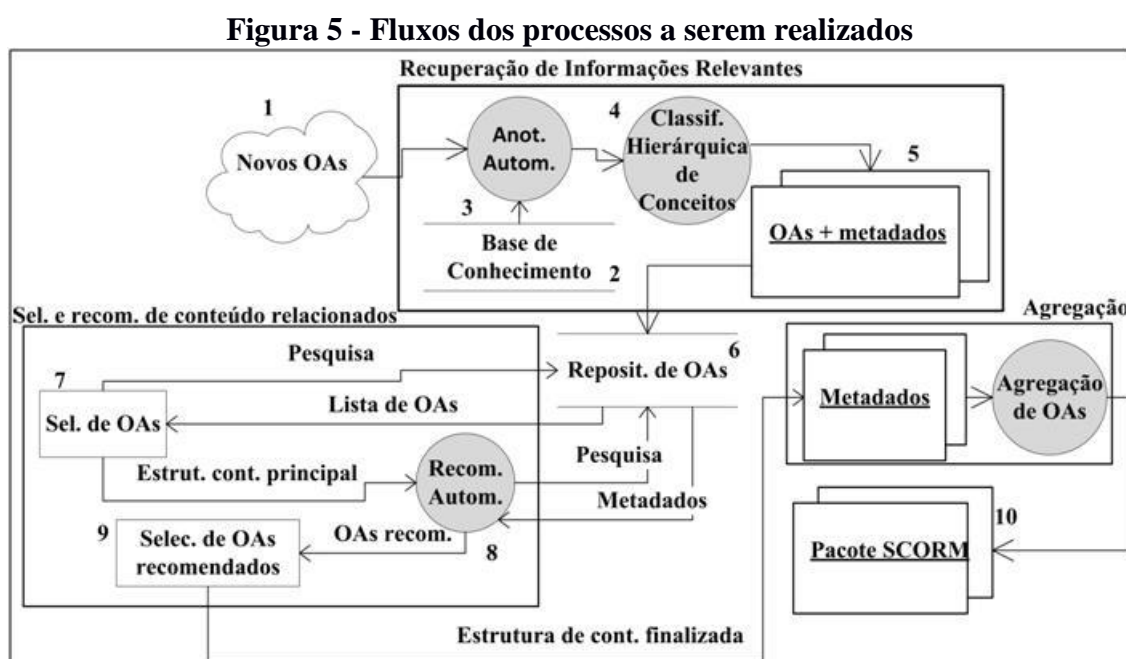 Figura 5 - Fluxos dos processos a serem realizados
Recuperação de Informações Relevantes
1
Novos OAs
Anot.
Autom.
4
Classif.
Hierárquica
de
Conceitos
5
OAs + metadados
3
Base de
Conhecimento
2
Sel. e recom. de conteúdo relacionados
Agregação
Pesquisa
7
Sel. de OAs
Lista de OAs
6
Reposit. de OAs
Estrut. cont. principal
Recom.
Autom.
Pesquisa
Metadados
Metadados
Agregação
de OAs
9
Selec. de OAs
recomendados
OAs recom.
8
10
Pacote SCORM
Estrutura de cont. finalizada